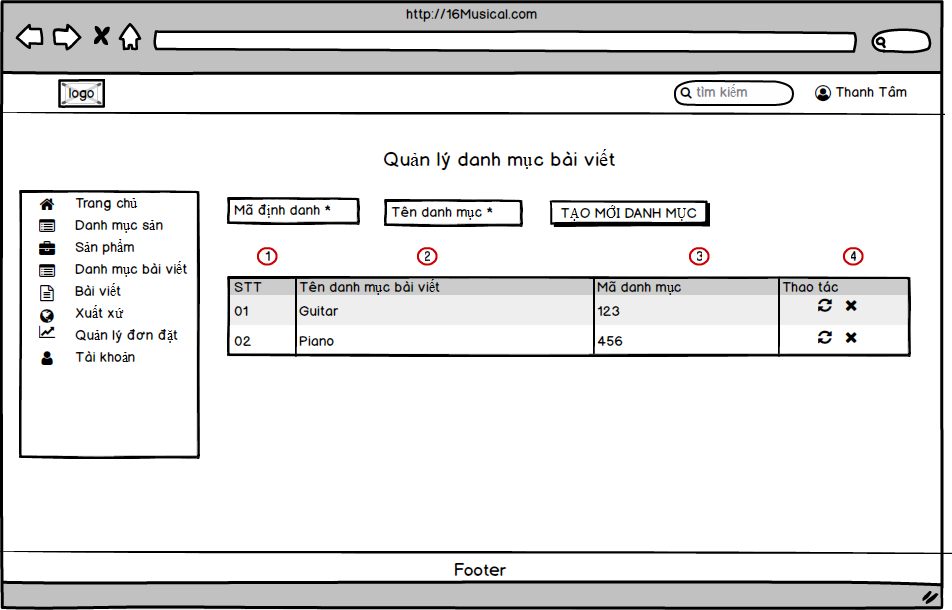 http://16Musical.com
logo
tìm kiếm
Thanh Tâm
Quản lý danh mục bài viết
Trang chủ
Danh mục sản
Sản phẩm
Danh mục bài viết
Bài viết
Xuất xứ
Quản lý đơn đặt
Tài khoản
Mã định danh *
Tên danh mục *
TẠO MỚI DANH MỤC
1 2 3 4
STT Tên danh mục bài viết Mã danh mục Thao tác
01 Guitar 123
02 Piano 456
Footer